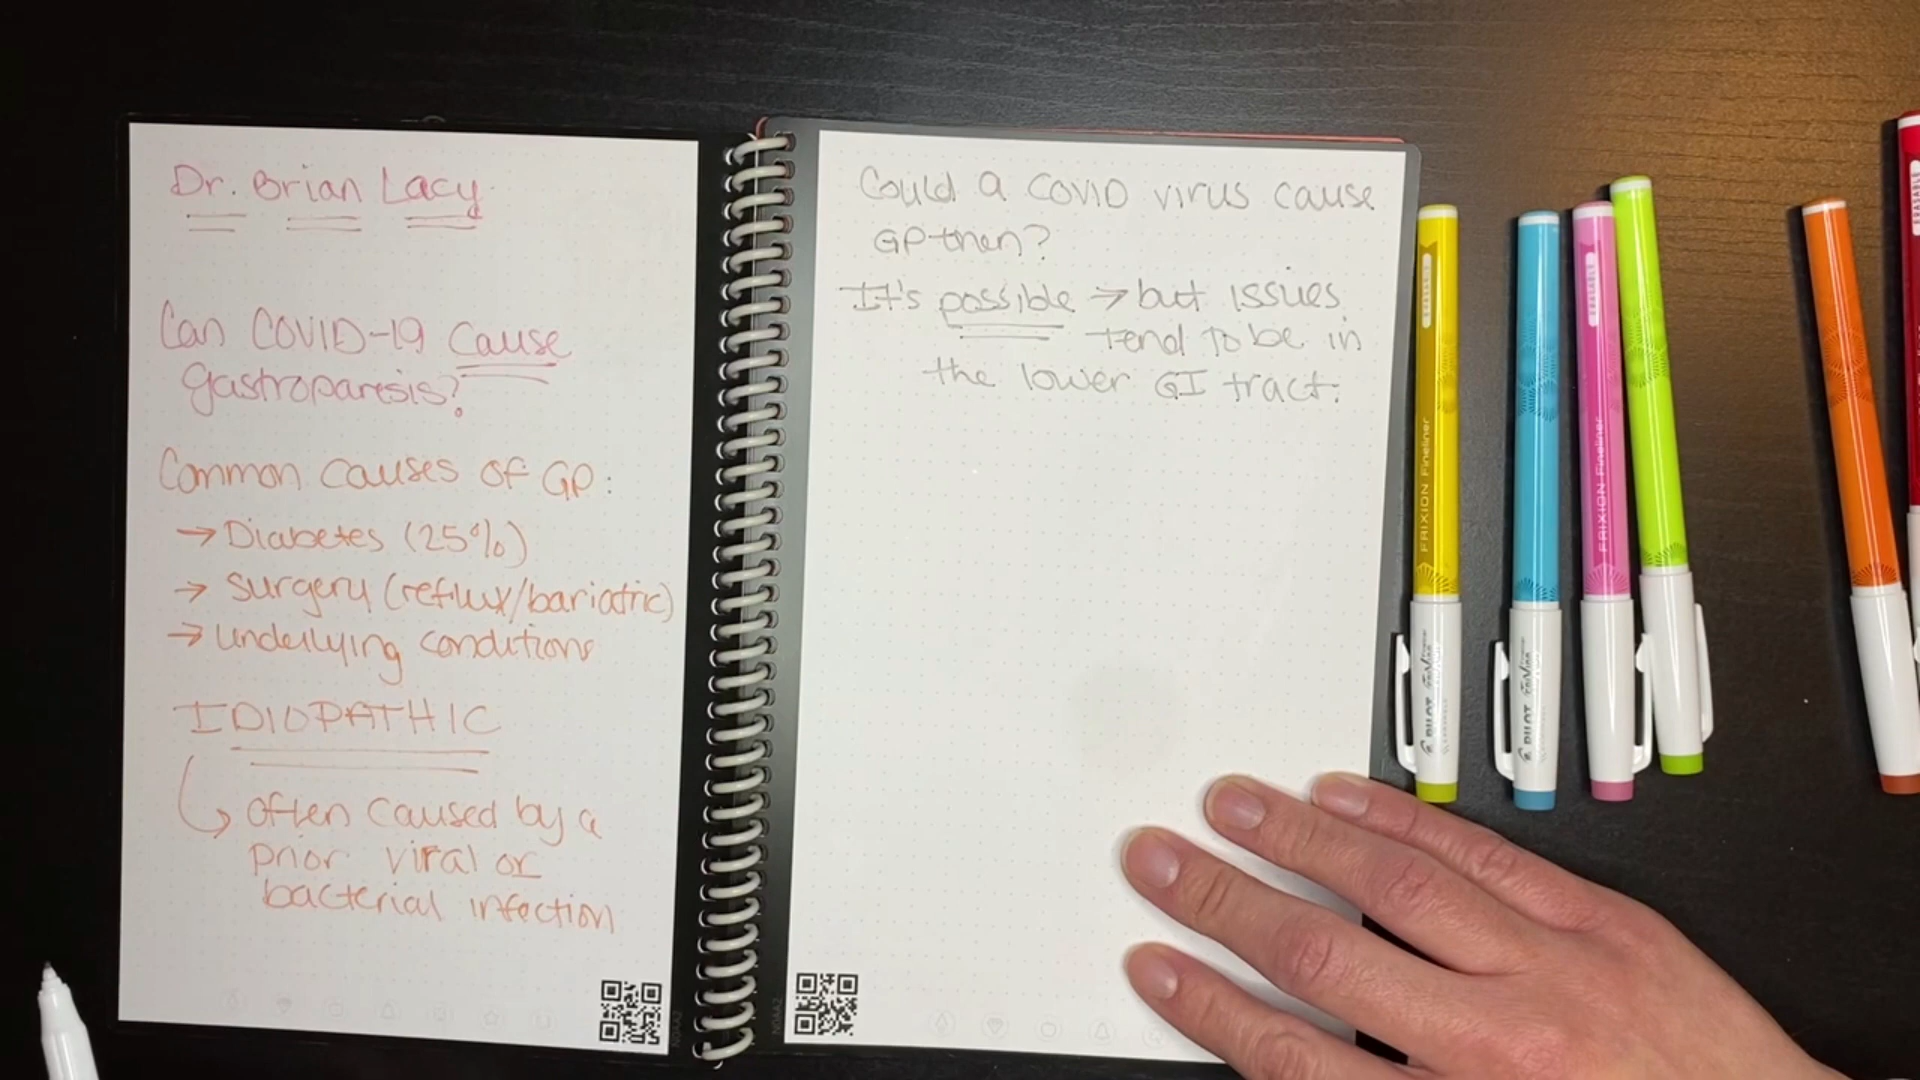 Dr. Brian Lacy
Can COVID-19 Cause
gastroparesis?
Common causes of GP:
→ Diabetes (25%)
→ Surgery (reflux/bariatric)
→ Underlying conditions
IDIOPATHIC
↳ often caused by a
prior viral or
bacterial infection
Could a COVID virus cause
GP then?
It's possible → but issues
tend to be in
the lower GI tract.
FRIXION Fineliner
FRIXION Fineliner
PILOT
PILOT
ERASABLE